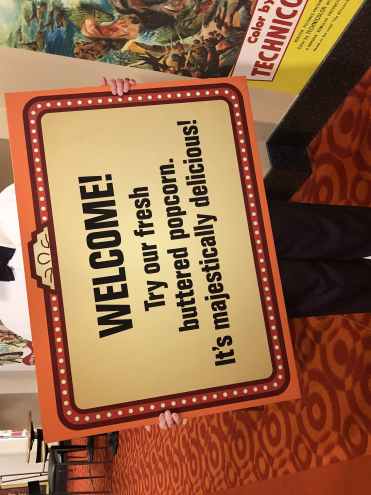 WELCOME!
Try our fresh
buttered popcorn.
It's majestically delicious!
Color by
TECHNICO